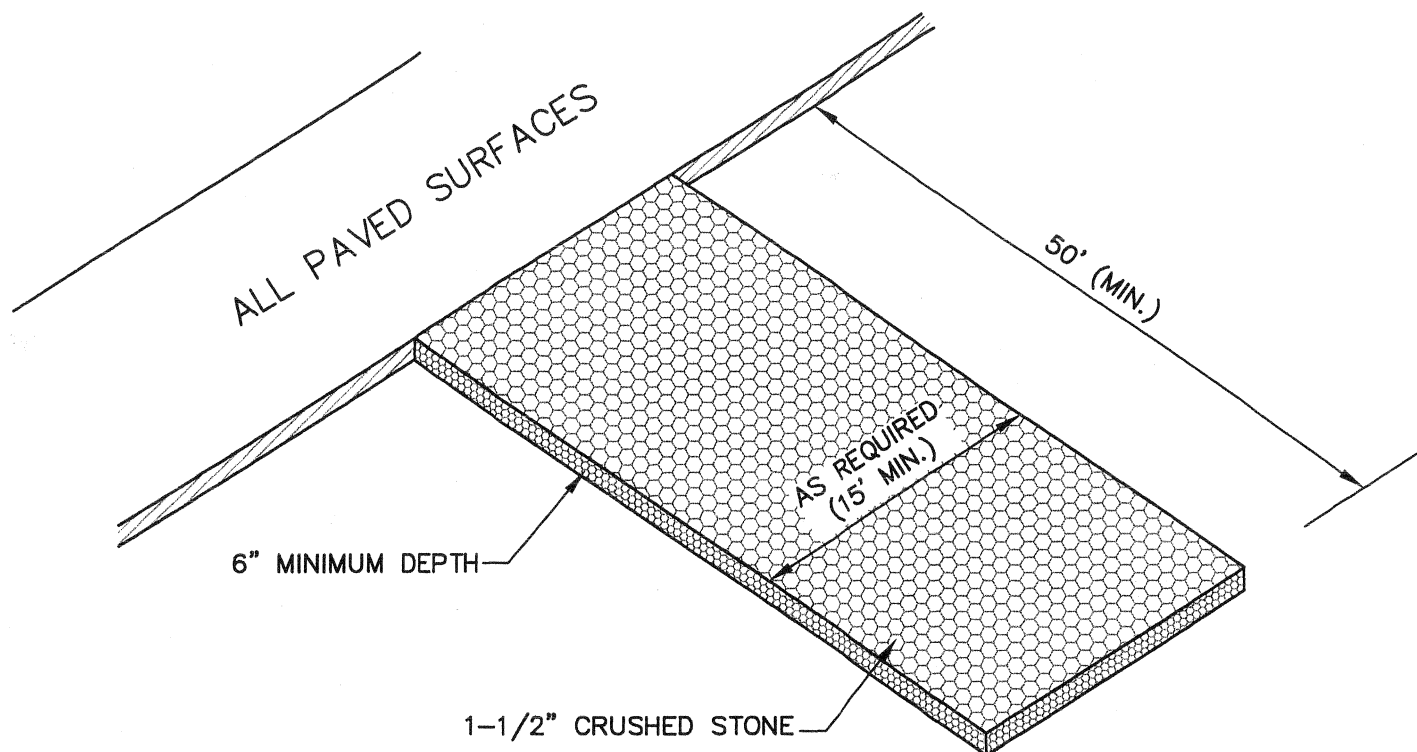 ALL PAVED SURFACES
50' (MIN.)
AS REQUIRED
(15' MIN.)
6" MINIMUM DEPTH
1-1/2" CRUSHED STONE